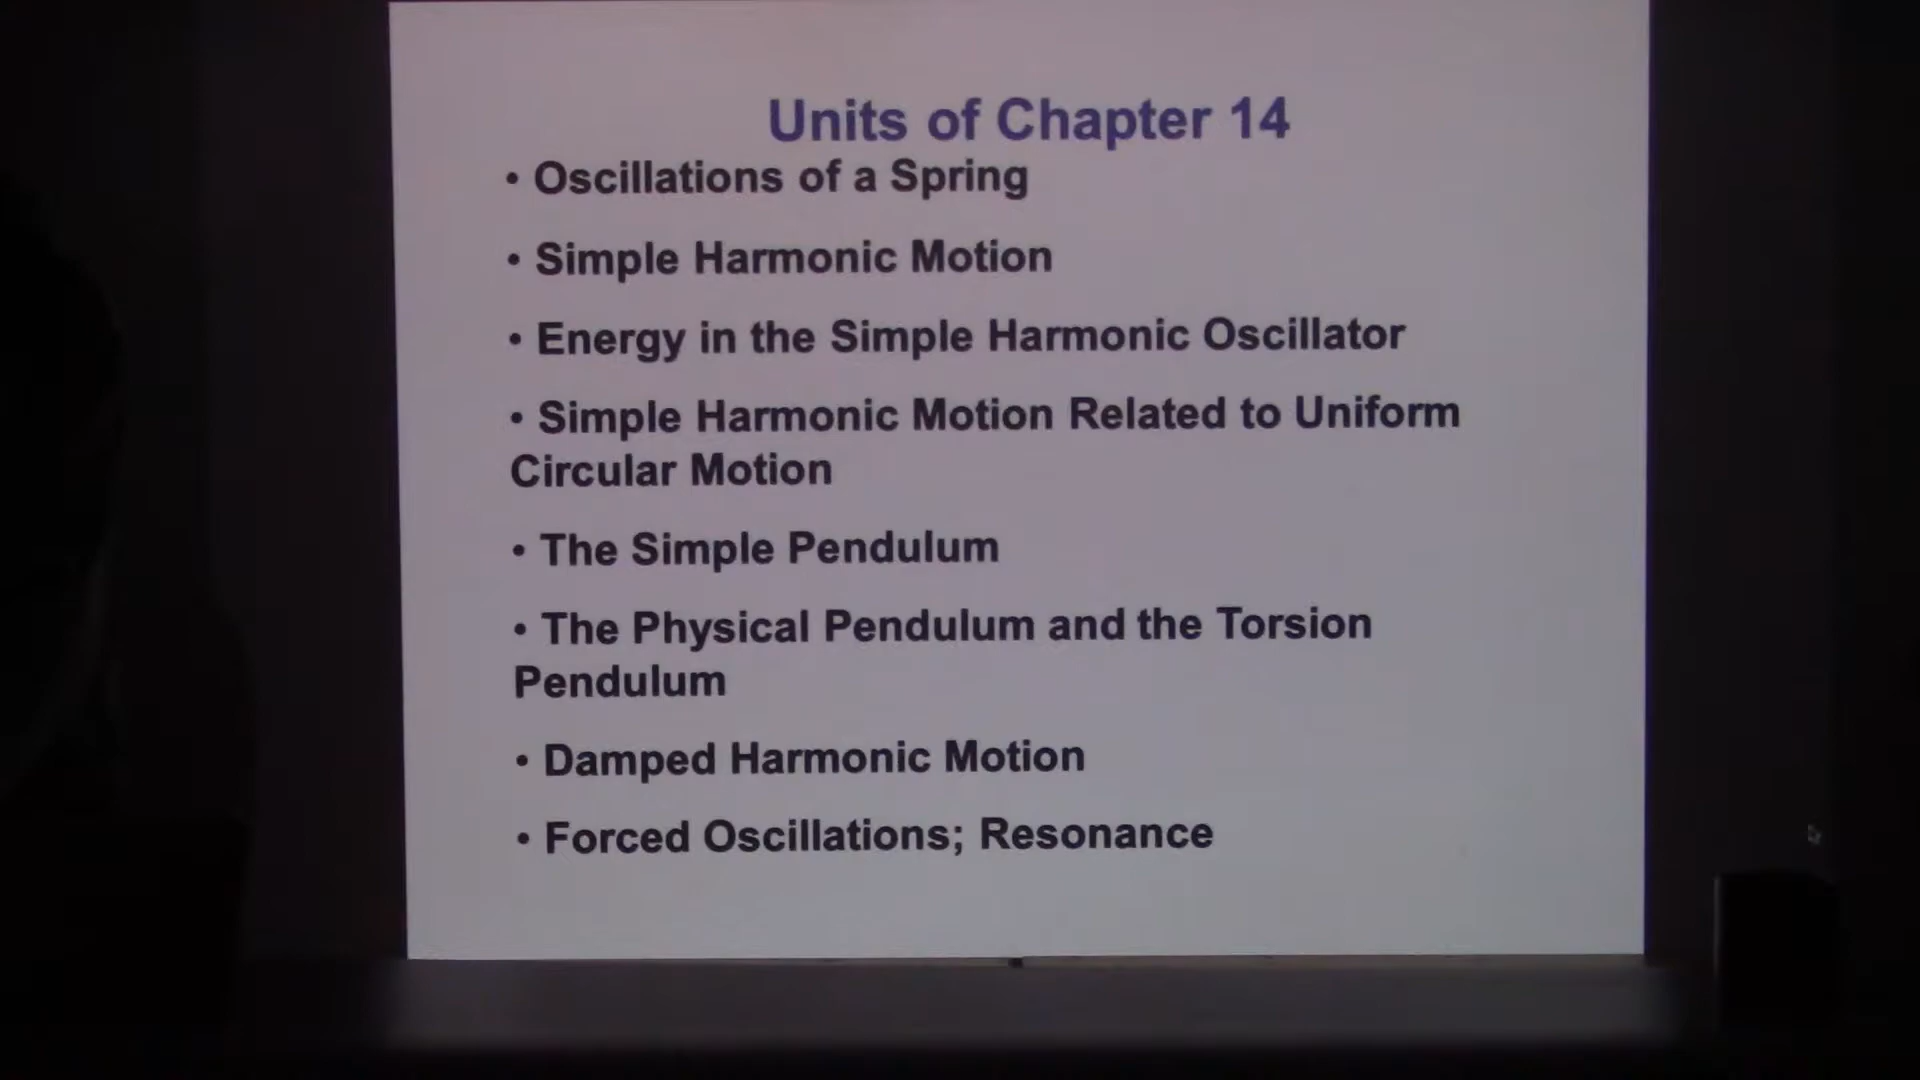 Units of Chapter 14
• Oscillations of a Spring
• Simple Harmonic Motion
• Energy in the Simple Harmonic Oscillator
• Simple Harmonic Motion Related to Uniform
Circular Motion
• The Simple Pendulum
• The Physical Pendulum and the Torsion
Pendulum
• Damped Harmonic Motion
• Forced Oscillations; Resonance